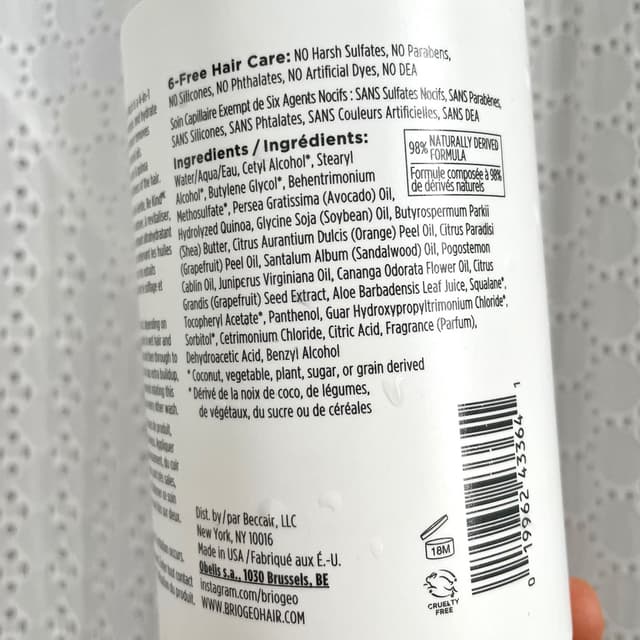 6-Free Hair Care: NO Harsh Sulfates, NO Parabens,
NO Silicones, NO Phthalates, NO Artificial Dyes, NO DEA
Soin Capillaire Exempt de Six Agents Nocifs : SANS Sulfates Nocifs, SANS Parabènes,
SANS Silicones, SANS Phtalates, SANS Couleurs Artificielles, SANS DEA
Ingredients / Ingrédients:
Water/Aqua/Eau, Cetyl Alcohol*, Stearyl
Alcohol*, Butylene Glycol*, Behentrimonium
Methosulfate*, Persea Gratissima (Avocado) Oil,
Hydrolyzed Quinoa, Glycine Soja (Soybean) Oil, Butyrospermum Parkii
(Shea) Butter, Citrus Aurantium Dulcis (Orange) Peel Oil, Citrus Paradisi
(Grapefruit) Peel Oil, Santalum Album (Sandalwood) Oil, Pogostemon
Cablin Oil, Juniperus Virginiana Oil, Cananga Odorata Flower Oil, Citrus
Grandis (Grapefruit) Seed Extract, Aloe Barbadensis Leaf Juice, Squalane*,
Tocopheryl Acetate*, Panthenol, Guar Hydroxypropyltrimonium Chloride*,
Sorbitol*, Cetrimonium Chloride, Citric Acid, Fragrance (Parfum),
Dehydroacetic Acid, Benzyl Alcohol
* Coconut, vegetable, plant, sugar, or grain derived
* Dérivé de la noix de coco, de légumes,
de végétaux, du sucre ou de céréales
98% NATURALLY DERIVED
FORMULA
Formule composée à 98%
de dérivés naturels
Dist. by/par Beccair, LLC
New York, NY 10016
Made in USA / Fabriqué aux É.-U.
Obelis s.a., 1030 Brussels, BE
instagram.com/briogeo
WWW.BRIOGEOHAIR.COM
18M
CRUELTY
FREE
0 19962 43364 1